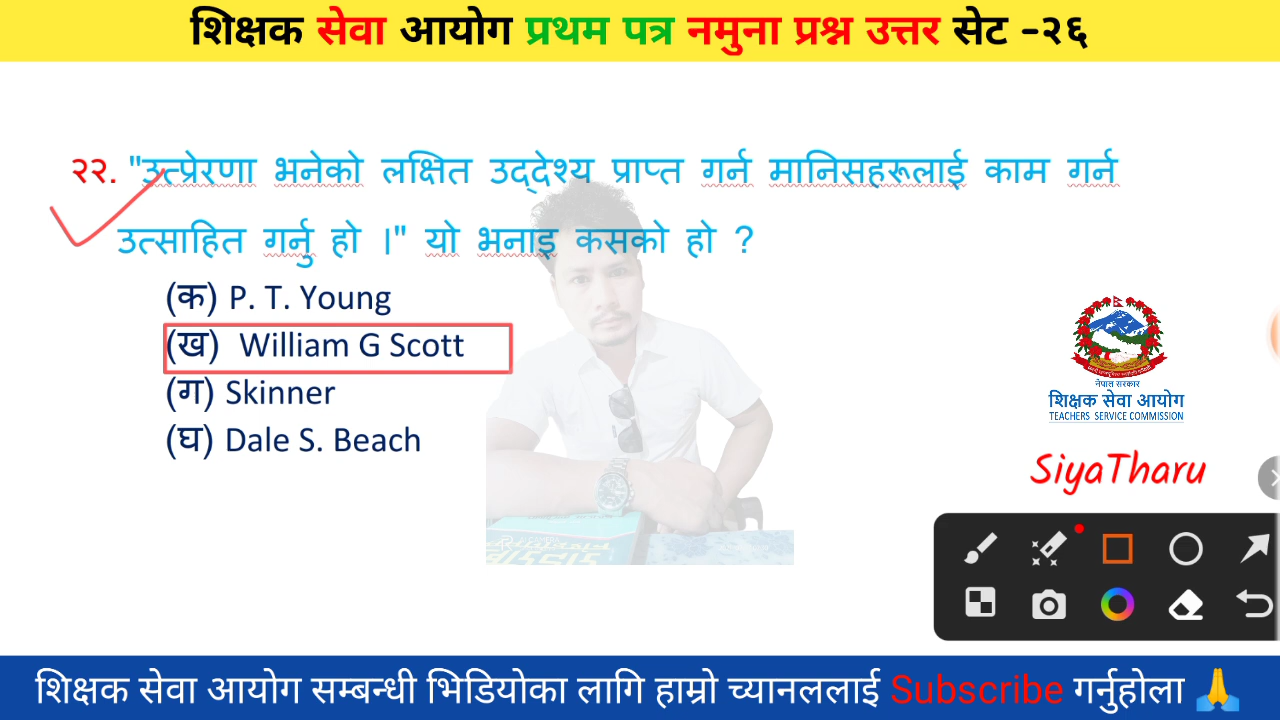 शिक्षक सेवा आयोग प्रथम पत्र नमुना प्रश्न उत्तर सेट -२६
२२. "उत्प्रेरणा भनेको लक्षित उद्देश्य प्राप्त गर्न मानिसहरूलाई काम गर्न
उत्साहित गर्नु हो ।" यो भनाइ कसको हो ?
(क) P. T. Young
(ख) William G Scott
(ग) Skinner
(घ) Dale S. Beach
नेपाल सरकार
शिक्षक सेवा आयोग
TEACHERS SERVICE COMMISSION
SiyaTharu
शिक्षक सेवा आयोग सम्बन्धी भिडियोका लागि हाम्रो च्यानललाई Subscribe गर्नुहोला 🙏